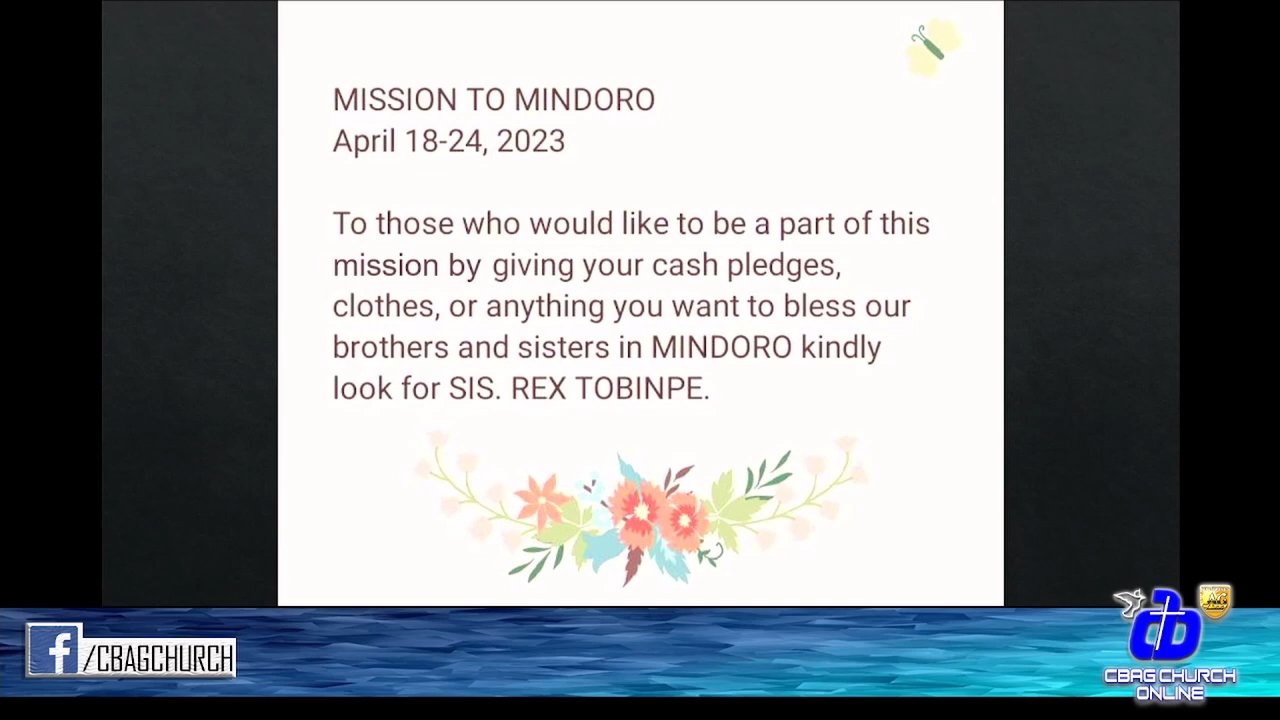 MISSION TO MINDORO
April 18-24, 2023
To those who would like to be a part of this
mission by giving your cash pledges,
clothes, or anything you want to bless our
brothers and sisters in MINDORO kindly
look for SIS. REX TOBINPE.
f/CBAGCHURCH
CBAG CHURCH
ONLINE